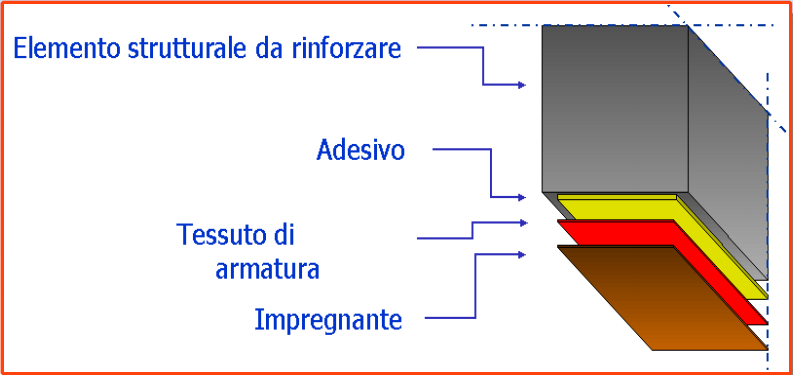 Elemento strutturale da rinforzare
Adesivo
Tessuto di
armatura
Impregnante